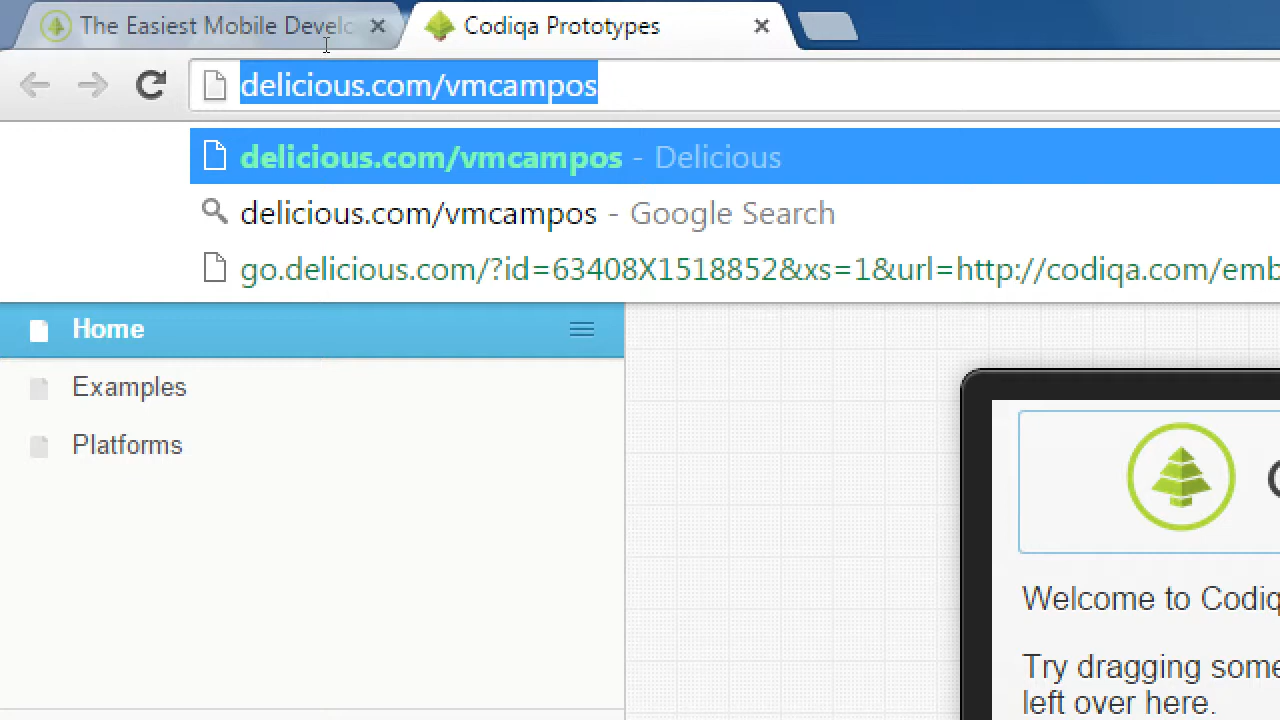 The Easiest Mobile Develo
Codiqa Prototypes
delicious.com/vmcampos
delicious.com/vmcampos - Delicious
delicious.com/vmcampos - Google Search
go.delicious.com/?id=63408X1518852&xs=1&url=http://codiqa.com/emb
Home
Examples
Platforms
Welcome to Codiq
Try dragging some
left over here.